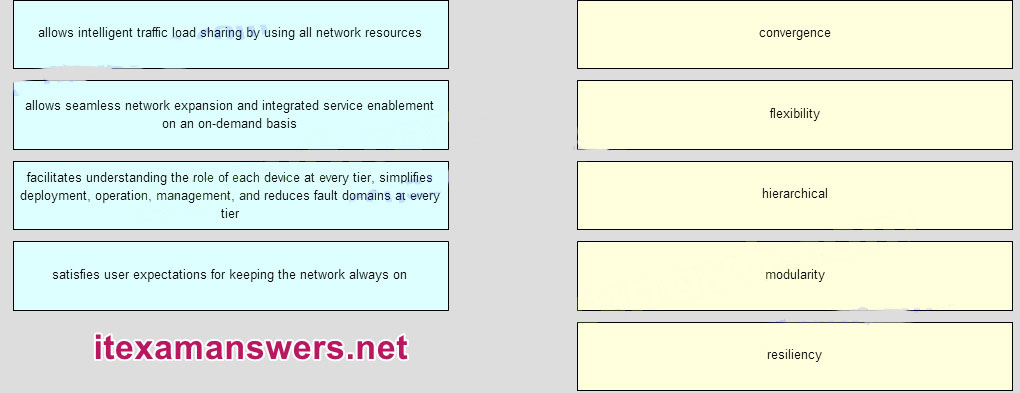 allows intelligent traffic load sharing by using all network resources
allows seamless network expansion and integrated service enablement
on an on-demand basis
facilitates understanding the role of each device at every tier, simplifies
deployment, operation, management, and reduces fault domains at every
tier
satisfies user expectations for keeping the network always on
itexamanswers.net
convergence
flexibility
hierarchical
modularity
resiliency